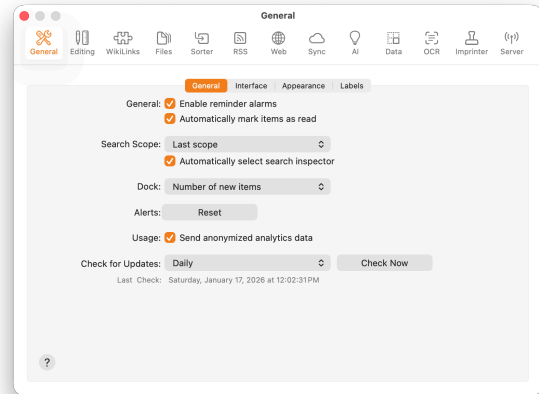 General
General Editing WikiLinks Files Sorter RSS Web Sync AI Data OCR Imprinter Server
General Interface Appearance Labels
General: Enable reminder alarms
Automatically mark items as read
Search Scope: Last scope
Automatically select search inspector
Dock: Number of new items
Alerts: Reset
Usage: Send anonymized analytics data
Check for Updates: Daily Check Now
Last Check: Saturday, January 17, 2026 at 12:02:31 PM
?